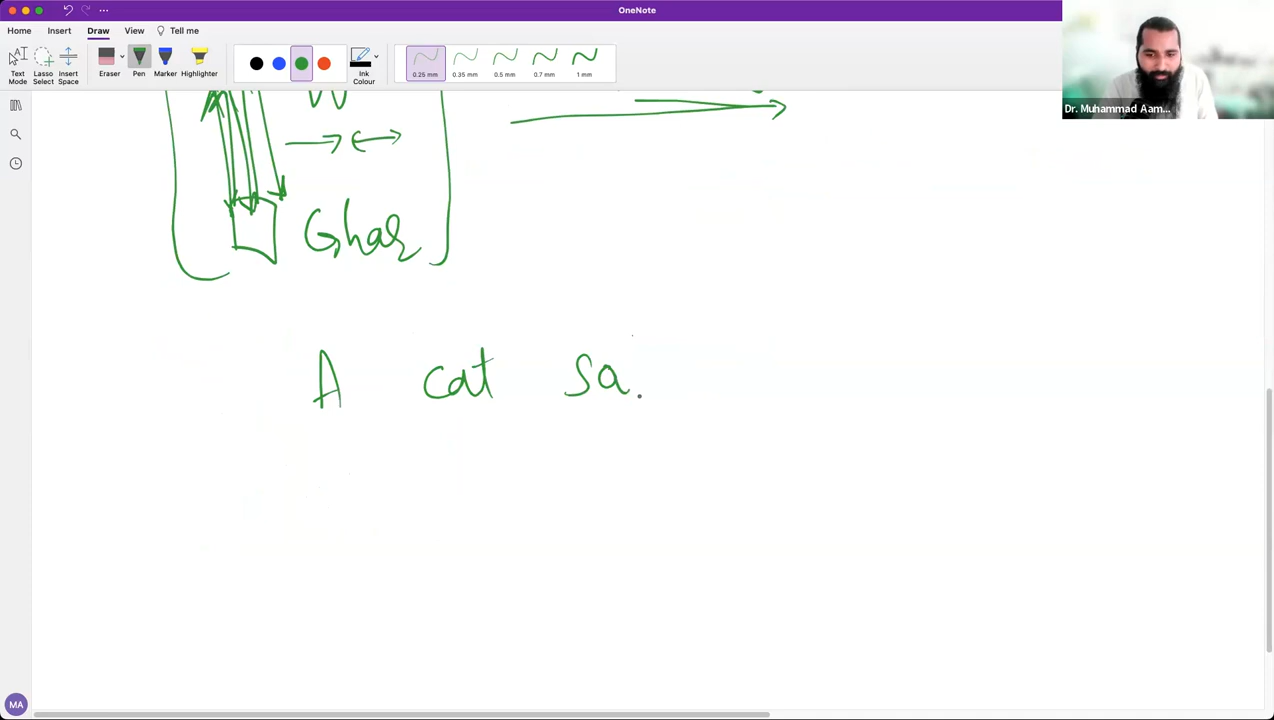 OneNote
Home Insert Draw View Tell me
Text Mode
Lasso Select
Insert Space
Eraser
Pen
Marker
Highlighter
Ink Colour
0.25 mm
0.35 mm
0.5 mm
0.7 mm
1 mm
Dr. Muhammad Aam...
Ghar
A cat sa
MA